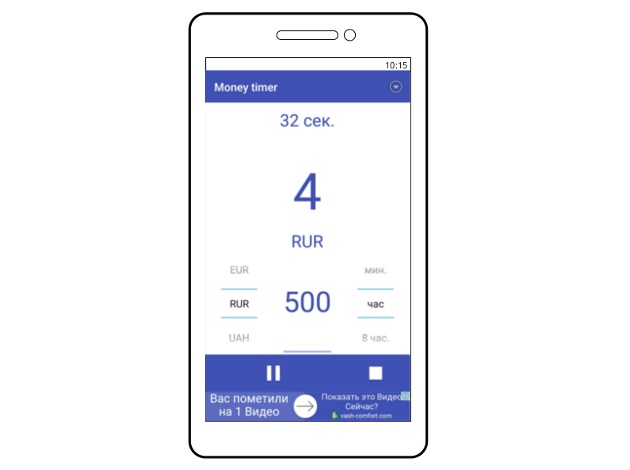 10:15
Money timer
32 сек.
4
RUR
EUR
мин.
RUR
500
час
UAH
8 час.
Вас пометили
на 1 Видео
Показать это Видео
Сейчас?
vash-comfort.com